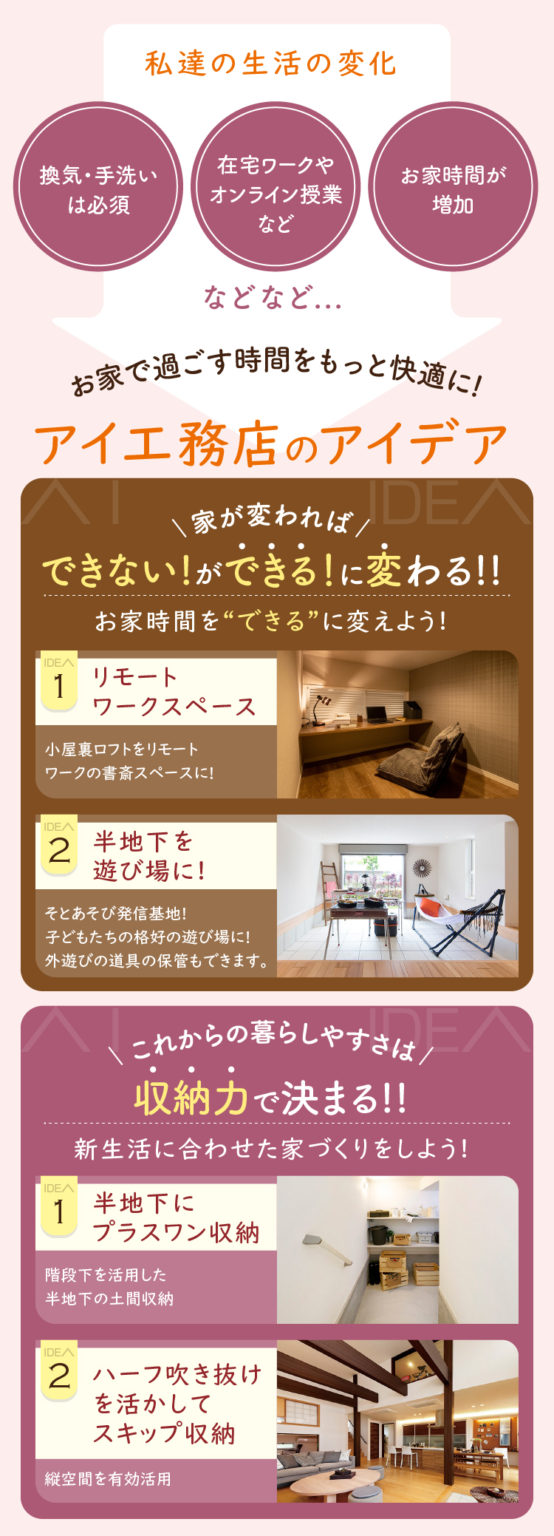 私達の生活の変化
換気・手洗い
は必須
在宅ワークや
オンライン授業
など
お家時間が
増加
などなど…
お家で過ごす時間をもっと快適に!
アイ工務店のアイデア
AI IDEA
\ 家が変われば /
できない!ができる!に変わる!!
お家時間を“できる”に変えよう!
IDEA
1
リモート
ワークスペース
小屋裏ロフトをリモート
ワークの書斎スペースに!
IDEA
2
半地下を
遊び場に!
そとあそび発信基地!
子どもたちの格好の遊び場に!
外遊びの道具の保管もできます。
AI IDEA
\ これからの暮らしやすさは /
収納力で決まる!!
新生活に合わせた家づくりをしよう!
IDEA
1
半地下に
プラスワン収納
階段下を活用した
半地下の土間収納
IDEA
2
ハーフ吹き抜け
を活かして
スキップ収納
縦空間を有効活用